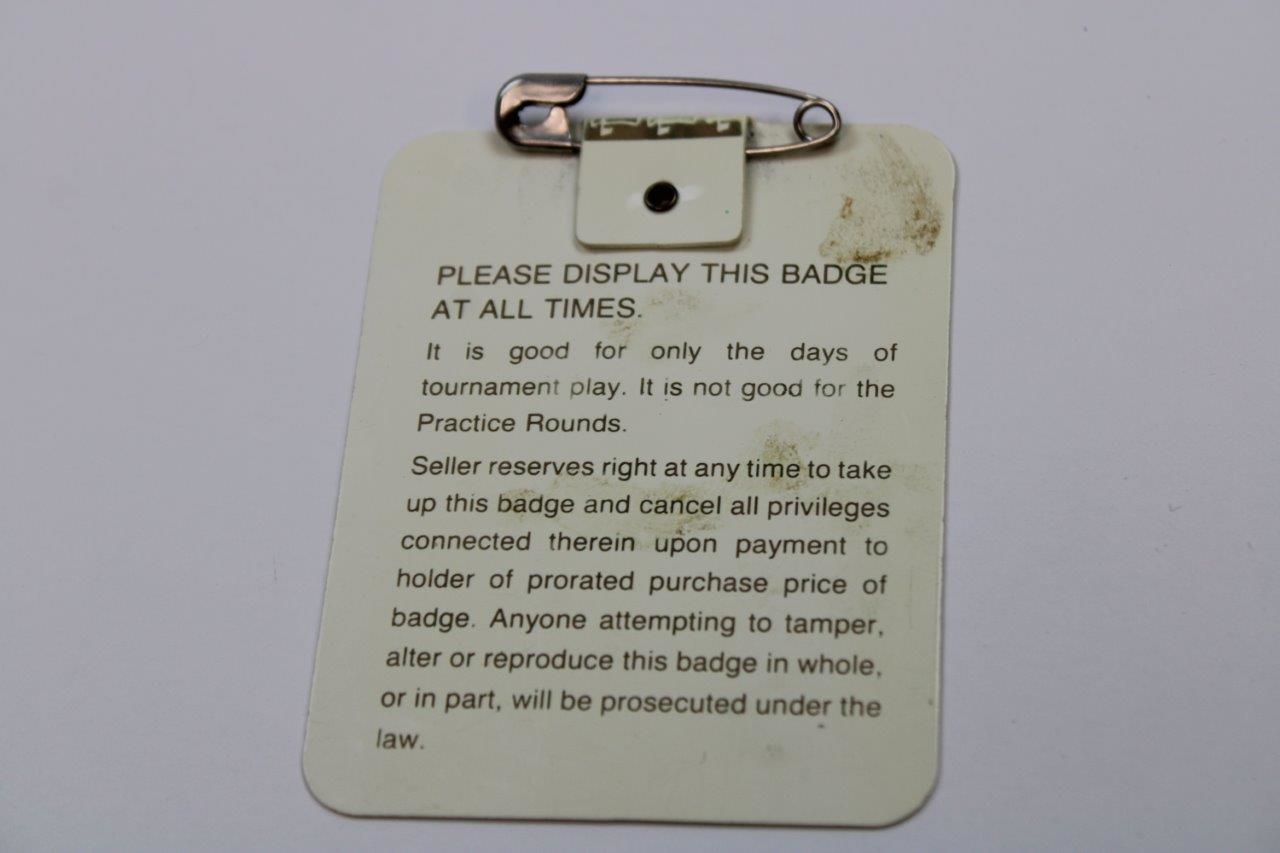 PLEASE DISPLAY THIS BADGE
AT ALL TIMES.
It is good for only the days of
tournament play. It is not good for the
Practice Rounds.
Seller reserves right at any time to take
up this badge and cancel all privileges
connected therein upon payment to
holder of prorated purchase price of
badge. Anyone attempting to tamper,
alter or reproduce this badge in whole,
or in part, will be prosecuted under the
law.